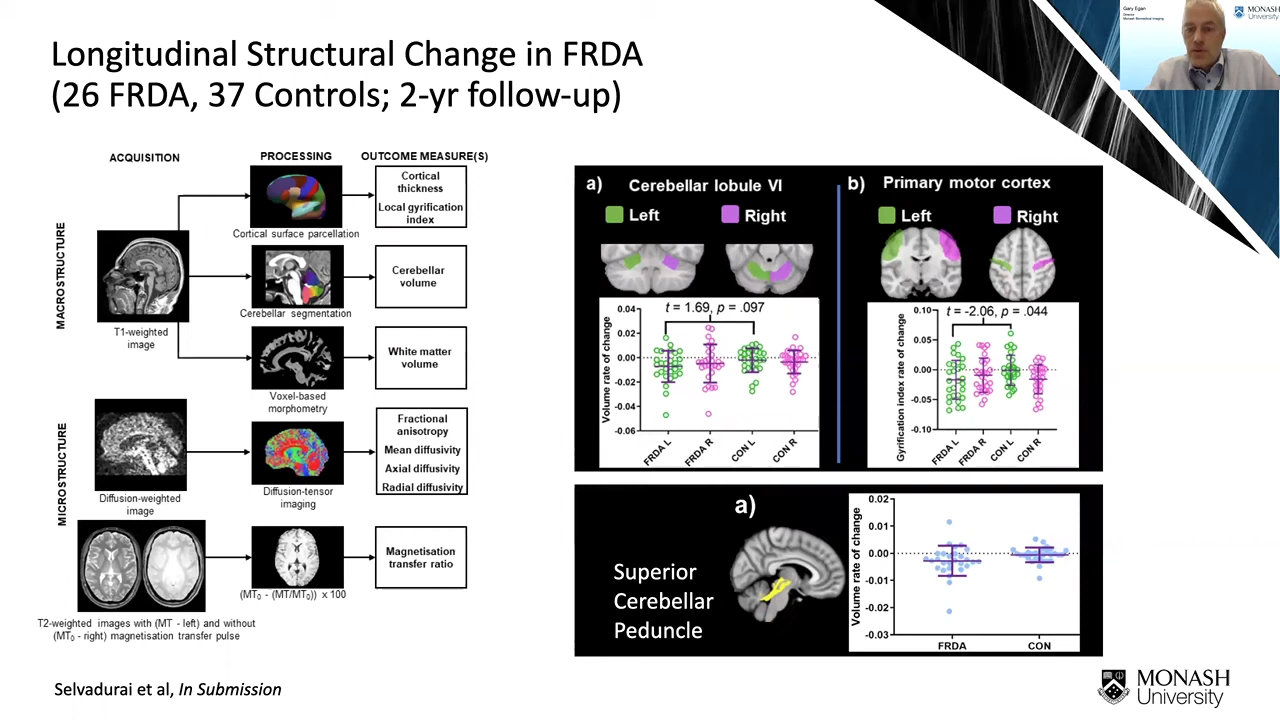 Longitudinal Structural Change in FRDA
(26 FRDA, 37 Controls; 2-yr follow-up)
Gary Egan
Director
Monash Biomedical Imaging
MONASH
University
ACQUISITION
PROCESSING
OUTCOME MEASURE(S)
MACROSTRUCTURE
T1-weighted
image
Cortical surface parcellation
Cortical
thickness
Local gyrification
index
Cerebellar segmentation
Cerebellar
volume
Voxel-based
morphometry
White matter
volume
MICROSTRUCTURE
Diffusion-weighted
image
Diffusion-tensor
imaging
Fractional
anisotropy
Mean diffusivity
Axial diffusivity
Radial diffusivity
T2-weighted images with (MT - left) and without
(MT₀ - right) magnetisation transfer pulse
(MT₀ - (MT/MT₀)) x 100
Magnetisation
transfer ratio
a) Cerebellar lobule VI
Left Right
t = 1.69, p = .097
Volume rate of change
0.04
0.02
0.00
-0.02
-0.04
-0.06
FRDA L
FRDA R
CON L
CON R
b) Primary motor cortex
Left Right
t = -2.06, p = .044
Gyrification index rate of change
0.10
0.05
0.00
-0.05
-0.10
FRDA L
FRDA R
CON L
CON R
a)
Superior
Cerebellar
Peduncle
Volume rate of change
0.02
0.01
0.00
-0.01
-0.02
-0.03
FRDA
CON
Selvadurai et al, In Submission
MONASH
University